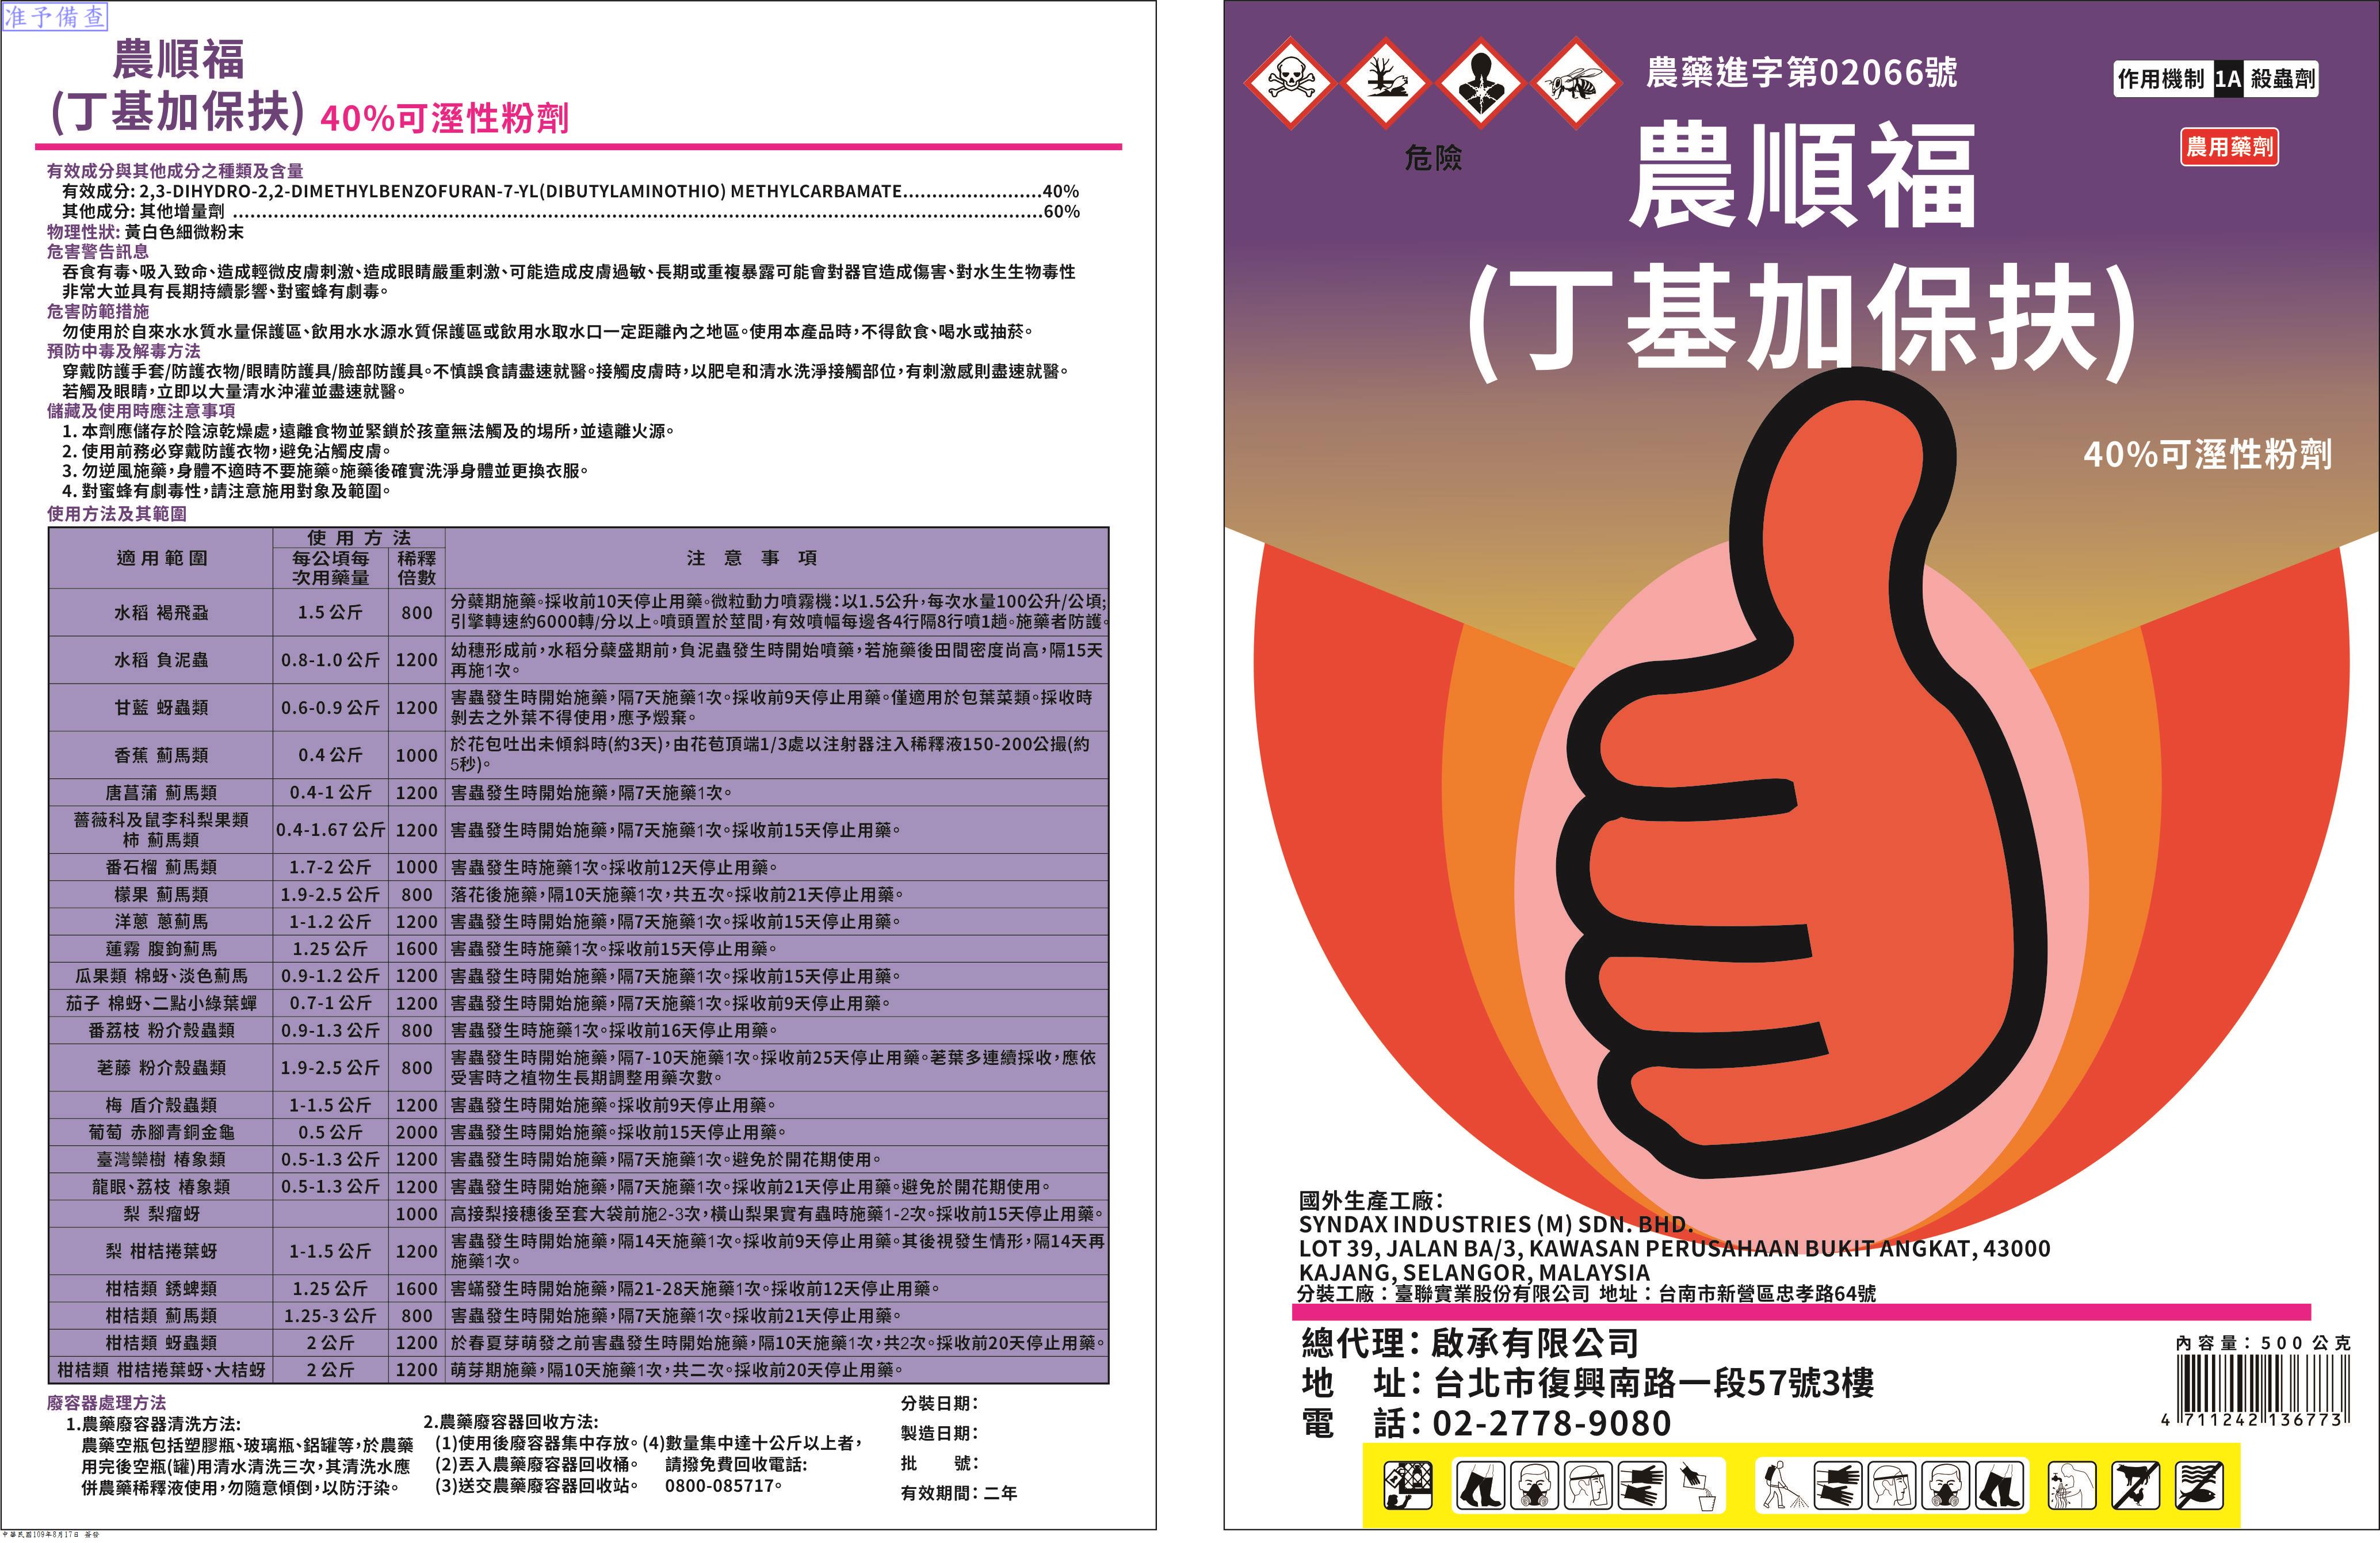 准予備查
農順福
(丁基加保扶) 40%可溼性粉劑
有效成分與其他成分之種類及含量
有效成分: 2,3-DIHYDRO-2,2-DIMETHYLBENZOFURAN-7-YL(DIBUTYLAMINOTHIO) METHYLCARBAMATE........................40%
其他成分: 其他增量劑 ........................................................................................................................................60%
物理性狀: 黃白色細微粉末
危害警告訊息
吞食有毒、吸入致命、造成輕微皮膚刺激、造成眼睛嚴重刺激、可能造成皮膚過敏、長期或重複暴露可能會對器官造成傷害、對水生生物毒性
非常大並具有長期持續影響、對蜜蜂有劇毒。
危害防範措施
勿使用於自來水水質水量保護區、飲用水水源水質保護區或飲用水取水口一定距離內之地區。使用本產品時,不得飲食、喝水或抽菸。
預防中毒及解毒方法
穿戴防護手套/防護衣物/眼睛防護具/臉部防護具。不慎誤食請盡速就醫。接觸皮膚時,以肥皂和清水洗淨接觸部位,有刺激感則盡速就醫。
若觸及眼睛,立即以大量清水沖灌並盡速就醫。
儲藏及使用時應注意事項
1. 本劑應儲存於陰涼乾燥處,遠離食物並緊鎖於孩童無法觸及的場所,並遠離火源。
2. 使用前務必穿戴防護衣物,避免沾觸皮膚。
3. 勿逆風施藥,身體不適時不要施藥。施藥後確實洗淨身體並更換衣服。
4. 對蜜蜂有劇毒性,請注意施用對象及範圍。
使用方法及其範圍
適用範圍 使用方法 注意事項
每公頃每次用藥量 稀釋倍數
水稻 褐飛蝨 1.5 公斤 800 分蘗期施藥。採收前10天停止用藥。微粒動力噴霧機:以1.5公升,每次水量100公升/公頃;
引擎轉速約6000轉/分以上。噴頭置於莖間,有效噴幅每邊各4行隔8行噴1趟。施藥者防護。
水稻 負泥蟲 0.8-1.0 公斤 1200 幼穗形成前,水稻分蘗盛期前,負泥蟲發生時開始噴藥,若施藥後田間密度尚高,隔15天
再施1次。
甘藍 蚜蟲類 0.6-0.9 公斤 1200 害蟲發生時開始施藥,隔7天施藥1次。採收前9天停止用藥。僅適用於包葉菜類。採收時
剝去之外葉不得使用,應予燬棄。
香蕉 薊馬類 0.4 公斤 1000 於花包吐出未傾斜時(約3天),由花苞頂端1/3處以注射器注入稀釋液150-200公撮(約
5秒)。
唐菖蒲 薊馬類 0.4-1 公斤 1200 害蟲發生時開始施藥,隔7天施藥1次。
薔薇科及鼠李科梨果類
柿 薊馬類 0.4-1.67 公斤 1200 害蟲發生時開始施藥,隔7天施藥1次。採收前15天停止用藥。
番石榴 薊馬類 1.7-2 公斤 1000 害蟲發生時施藥1次。採收前12天停止用藥。
檬果 薊馬類 1.9-2.5 公斤 800 落花後施藥,隔10天施藥1次,共五次。採收前21天停止用藥。
洋蔥 蔥薊馬 1-1.2 公斤 1200 害蟲發生時開始施藥,隔7天施藥1次。採收前15天停止用藥。
蓮霧 腹鉤薊馬 1.25 公斤 1600 害蟲發生時施藥1次。採收前15天停止用藥。
瓜果類 棉蚜、淡色薊馬 0.9-1.2 公斤 1200 害蟲發生時開始施藥,隔7天施藥1次。採收前15天停止用藥。
茄子 棉蚜、二點小綠葉蟬 0.7-1 公斤 1200 害蟲發生時開始施藥,隔7天施藥1次。採收前9天停止用藥。
番荔枝 粉介殼蟲類 0.9-1.3 公斤 800 害蟲發生時施藥1次。採收前16天停止用藥。
荖藤 粉介殼蟲類 1.9-2.5 公斤 800 害蟲發生時開始施藥,隔7-10天施藥1次。採收前25天停止用藥。荖葉多連續採收,應依
受害時之植物生長期調整用藥次數。
梅 盾介殼蟲類 1-1.5 公斤 1200 害蟲發生時開始施藥。採收前9天停止用藥。
葡萄 赤腳青銅金龜 0.5 公斤 2000 害蟲發生時開始施藥。採收前15天停止用藥。
臺灣欒樹 椿象類 0.5-1.3 公斤 1200 害蟲發生時開始施藥,隔7天施藥1次。避免於開花期使用。
龍眼、荔枝 椿象類 0.5-1.3 公斤 1200 害蟲發生時開始施藥,隔7天施藥1次。採收前21天停止用藥。避免於開花期使用。
梨 梨瘤蚜 1000 高接梨接穗後至套大袋前施2-3次,橫山梨果實有蟲時施藥1-2次。採收前15天停止用藥。
梨 柑桔捲葉蚜 1-1.5 公斤 1200 害蟲發生時開始施藥,隔14天施藥1次。採收前9天停止用藥。其後視發生情形,隔14天再
施藥1次。
柑桔類 銹蜱類 1.25 公斤 1600 害蟎發生時開始施藥,隔21-28天施藥1次。採收前12天停止用藥。
柑桔類 薊馬類 1.25-3 公斤 800 害蟲發生時開始施藥,隔7天施藥1次。採收前21天停止用藥。
柑桔類 蚜蟲類 2 公斤 1200 於春夏芽萌發之前害蟲發生時開始施藥,隔10天施藥1次,共2次。採收前20天停止用藥。
柑桔類 柑桔捲葉蚜、大桔蚜 2 公斤 1200 萌芽期施藥,隔10天施藥1次,共二次。採收前20天停止用藥。
廢容器處理方法
1.農藥廢容器清洗方法:
農藥空瓶包括塑膠瓶、玻璃瓶、鋁罐等,於農藥
用完後空瓶(罐)用清水清洗三次,其清洗水應
併農藥稀釋液使用,勿隨意傾倒,以防汙染。
2.農藥廢容器回收方法:
(1)使用後廢容器集中存放。 (4)數量集中達十公斤以上者,
(2)丟入農藥廢容器回收桶。 請撥免費回收電話:
(3)送交農藥廢容器回收站。 0800-085717。
分裝日期:
製造日期:
批 號:
有效期間: 二年
中華民國109年8月17日 簽發
農藥進字第02066號
作用機制 1A 殺蟲劑
農用藥劑
危險
農順福
(丁基加保扶)
40%可溼性粉劑
國外生產工廠:
SYNDAX INDUSTRIES (M) SDN. BHD.
LOT 39, JALAN BA/3, KAWASAN PERUSAHAAN BUKIT ANGKAT, 43000
KAJANG, SELANGOR, MALAYSIA
分裝工廠：臺聯實業股份有限公司 地址：台南市新營區忠孝路64號
總代理: 啟承有限公司
地 址: 台北市復興南路一段57號3樓
電 話: 02-2778-9080
內容量: 500 公克
4 711242 136773